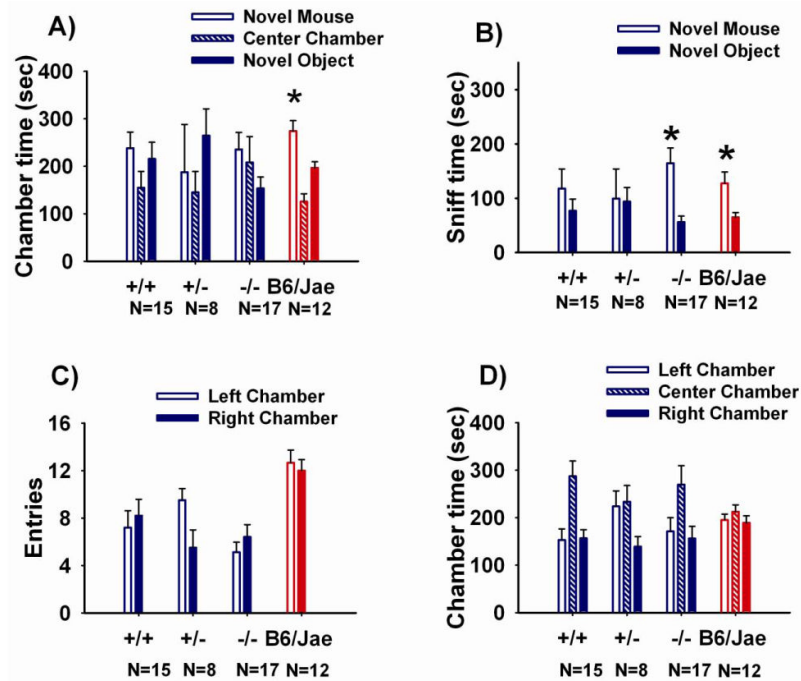 A)
Novel Mouse
Center Chamber
Novel Object
Chamber time (sec)
400
300
200
100
0
*
+/+ +/- -/- B6/Jae
N=15 N=8 N=17 N=12
B)
Novel Mouse
Novel Object
Sniff time (sec)
300
200
100
0
* *
+/+ +/- -/- B6/Jae
N=15 N=8 N=17 N=12
C)
Left Chamber
Right Chamber
Entries
16
12
8
4
0
+/+ +/- -/- B6/Jae
N=15 N=8 N=17 N=12
D)
Left Chamber
Center Chamber
Right Chamber
Chamber time (sec)
400
300
200
100
0
+/+ +/- -/- B6/Jae
N=15 N=8 N=17 N=12